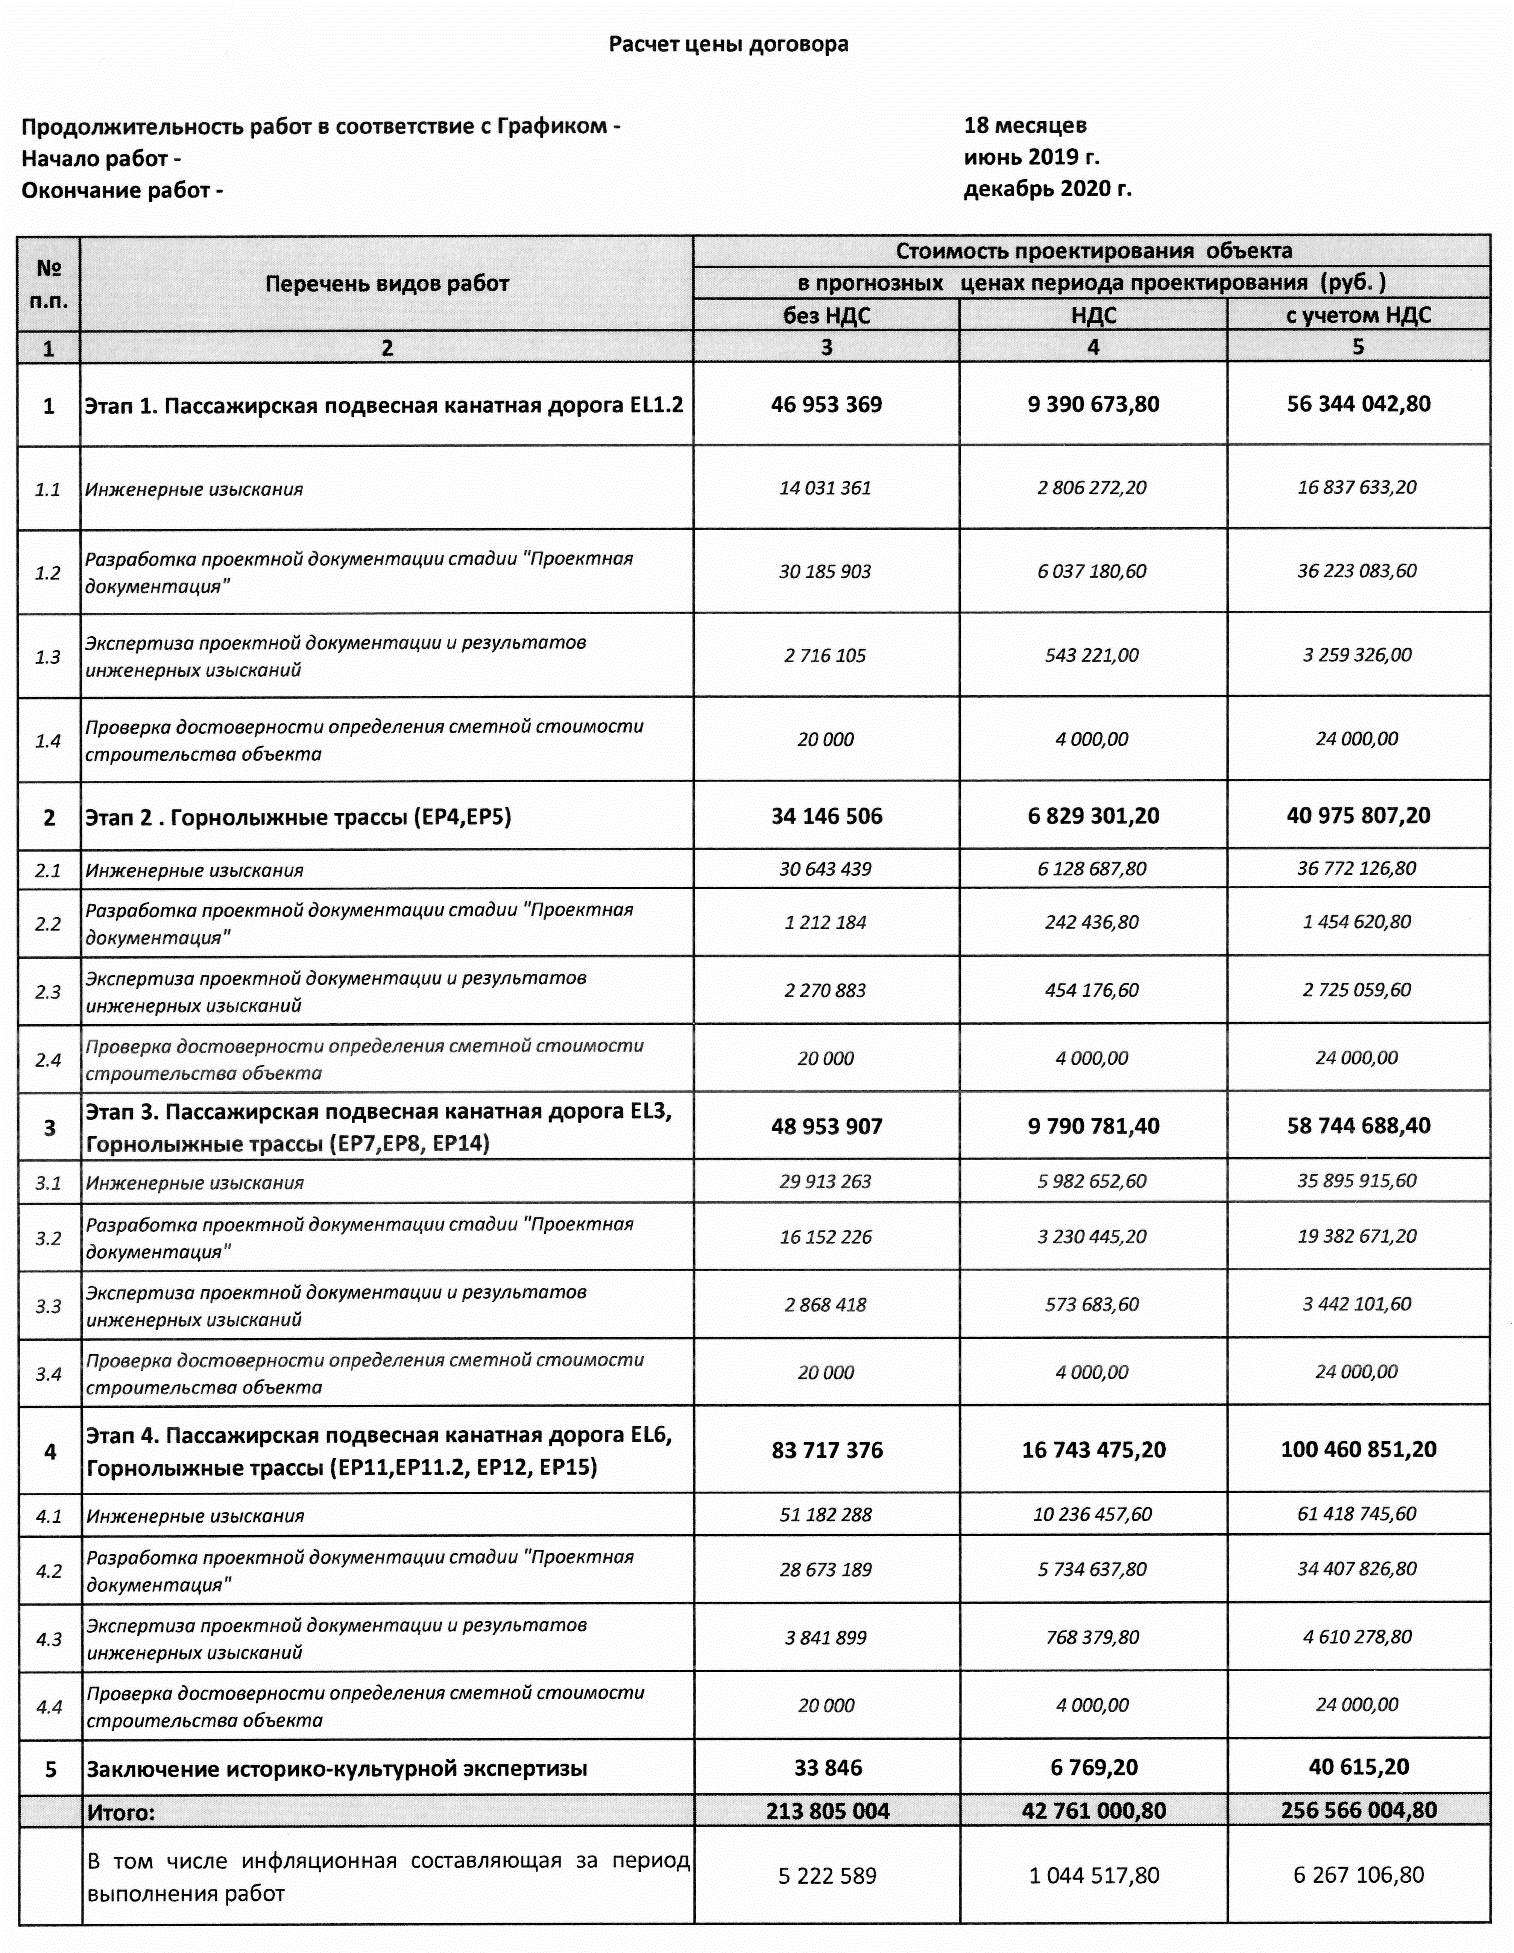 Расчет цены договора
Продолжительность работ в соответствие с Графиком - 18 месяцев
Начало работ - июнь 2019 г.
Окончание работ - декабрь 2020 г.
№ п.п. Перечень видов работ Стоимость проектирования объекта
в прогнозных ценах периода проектирования (руб. )
без НДС НДС с учетом НДС
1 2 3 4 5
1 Этап 1. Пассажирская подвесная канатная дорога EL1.2 46 953 369 9 390 673,80 56 344 042,80
1.1 Инженерные изыскания 14 031 361 2 806 272,20 16 837 633,20
1.2 Разработка проектной документации стадии "Проектная
документация" 30 185 903 6 037 180,60 36 223 083,60
1.3 Экспертиза проектной документации и результатов
инженерных изысканий 2 716 105 543 221,00 3 259 326,00
1.4 Проверка достоверности определения сметной стоимости
строительства объекта 20 000 4 000,00 24 000,00
2 Этап 2 . Горнолыжные трассы (EP4,EP5) 34 146 506 6 829 301,20 40 975 807,20
2.1 Инженерные изыскания 30 643 439 6 128 687,80 36 772 126,80
2.2 Разработка проектной документации стадии "Проектная
документация" 1 212 184 242 436,80 1 454 620,80
2.3 Экспертиза проектной документации и результатов
инженерных изысканий 2 270 883 454 176,60 2 725 059,60
2.4 Проверка достоверности определения сметной стоимости
строительства объекта 20 000 4 000,00 24 000,00
3 Этап 3. Пассажирская подвесная канатная дорога EL3,
Горнолыжные трассы (EP7,EP8, EP14) 48 953 907 9 790 781,40 58 744 688,40
3.1 Инженерные изыскания 29 913 263 5 982 652,60 35 895 915,60
3.2 Разработка проектной документации стадии "Проектная
документация" 16 152 226 3 230 445,20 19 382 671,20
3.3 Экспертиза проектной документации и результатов
инженерных изысканий 2 868 418 573 683,60 3 442 101,60
3.4 Проверка достоверности определения сметной стоимости
строительства объекта 20 000 4 000,00 24 000,00
4 Этап 4. Пассажирская подвесная канатная дорога EL6,
Горнолыжные трассы (EP11,EP11.2, EP12, EP15) 83 717 376 16 743 475,20 100 460 851,20
4.1 Инженерные изыскания 51 182 288 10 236 457,60 61 418 745,60
4.2 Разработка проектной документации стадии "Проектная
документация" 28 673 189 5 734 637,80 34 407 826,80
4.3 Экспертиза проектной документации и результатов
инженерных изысканий 3 841 899 768 379,80 4 610 278,80
4.4 Проверка достоверности определения сметной стоимости
строительства объекта 20 000 4 000,00 24 000,00
5 Заключение историко-культурной экспертизы 33 846 6 769,20 40 615,20
Итого: 213 805 004 42 761 000,80 256 566 004,80
В том числе инфляционная составляющая за период
выполнения работ 5 222 589 1 044 517,80 6 267 106,80